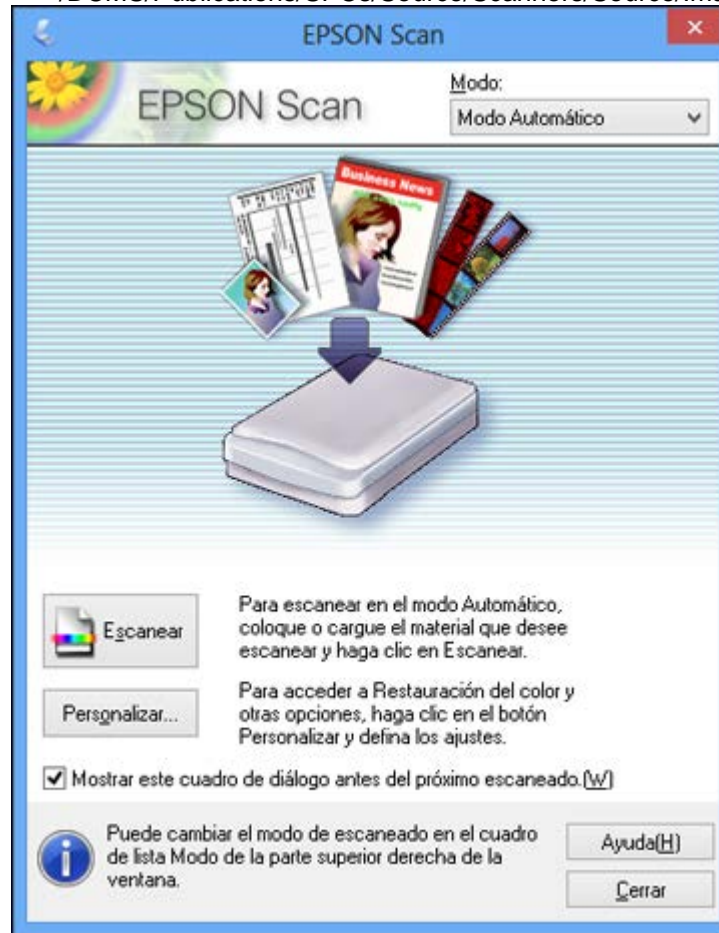 EPSON Scan
EPSON Scan
Modo:
Modo Automático
Business News
Escanear
Para escanear en el modo Automático,
coloque o cargue el material que desee
escanear y haga clic en Escanear.
Personalizar...
Para acceder a Restauración del color y
otras opciones, haga clic en el botón
Personalizar y defina los ajustes.
Mostrar este cuadro de diálogo antes del próximo escaneado.(W)
Puede cambiar el modo de escaneado en el cuadro
de lista Modo de la parte superior derecha de la
ventana.
Ayuda(H)
Cerrar